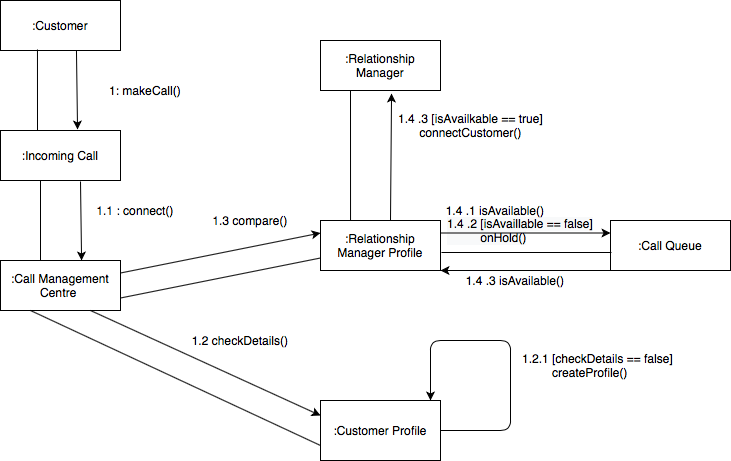 :Customer
:Relationship
Manager
1: makeCall()
1.4 .3 [isAvailkable == true]
connectCustomer()
:Incoming Call
1.1 : connect()
1.3 compare()
1.4 .1 isAvailable()
1.4 .2 [isAvaillable == false]
onHold()
:Relationship
Manager Profile
:Call Queue
:Call Management
Centre
1.4 .3 isAvailable()
1.2 checkDetails()
1.2.1 [checkDetails == false]
createProfile()
:Customer Profile